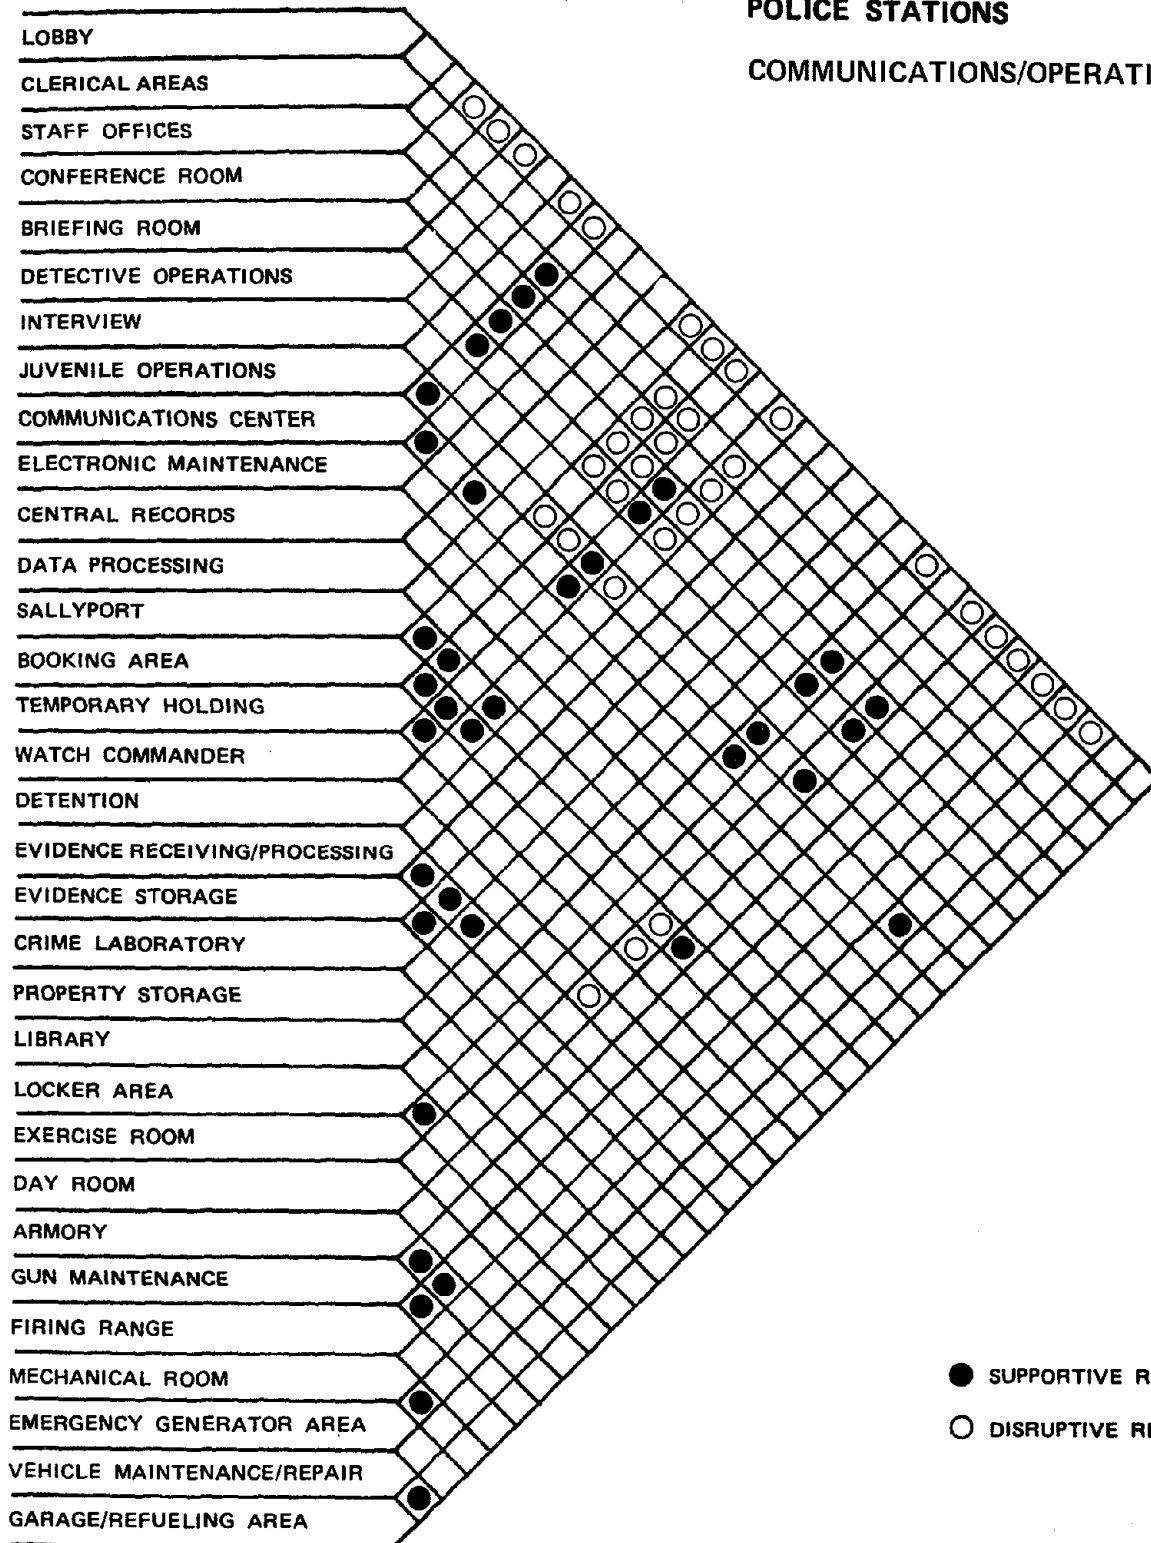 POLICE STATIONS
COMMUNICATIONS/OPERATI
LOBBY
CLERICAL AREAS
STAFF OFFICES
CONFERENCE ROOM
BRIEFING ROOM
DETECTIVE OPERATIONS
INTERVIEW
JUVENILE OPERATIONS
COMMUNICATIONS CENTER
ELECTRONIC MAINTENANCE
CENTRAL RECORDS
DATA PROCESSING
SALLYPORT
BOOKING AREA
TEMPORARY HOLDING
WATCH COMMANDER
DETENTION
EVIDENCE RECEIVING/PROCESSING
EVIDENCE STORAGE
CRIME LABORATORY
PROPERTY STORAGE
LIBRARY
LOCKER AREA
EXERCISE ROOM
DAY ROOM
ARMORY
GUN MAINTENANCE
FIRING RANGE
MECHANICAL ROOM
EMERGENCY GENERATOR AREA
VEHICLE MAINTENANCE/REPAIR
GARAGE/REFUELING AREA
SUPPORTIVE R
DISRUPTIVE RE